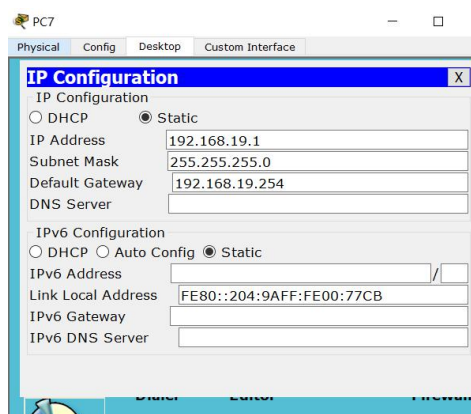 PC7
Physical Config Desktop Custom Interface
IP Configuration X
IP Configuration
DHCP Static
IP Address 192.168.19.1
Subnet Mask 255.255.255.0
Default Gateway 192.168.19.254
DNS Server
IPv6 Configuration
DHCP Auto Config Static
IPv6 Address /
Link Local Address FE80::204:9AFF:FE00:77CB
IPv6 Gateway
IPv6 DNS Server